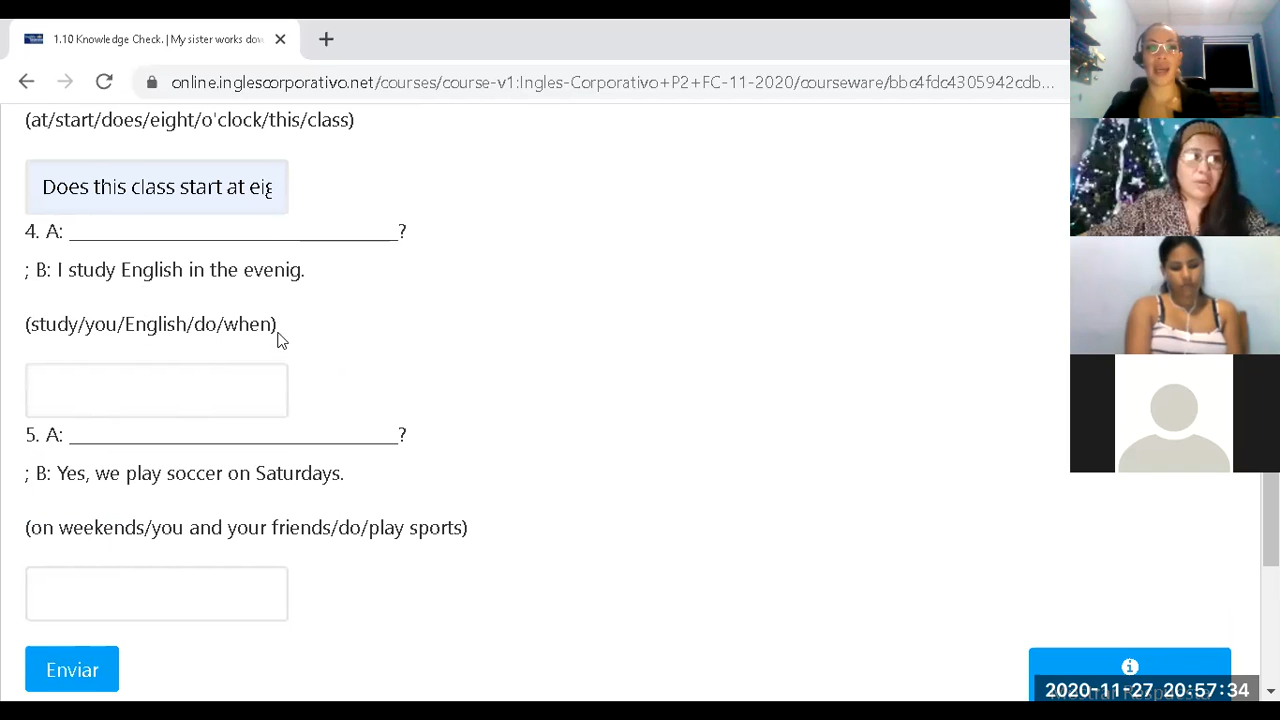 1.10 Knowledge Check. | My sister works dov
online.inglescorporativo.net/courses/course-v1:Ingles-Corporativo+P2+FC-11-2020/courseware/bbc4fdc4305942cdb...
(at/start/does/eight/o'clock/this/class)
Does this class start at eig
4. A: ______________________________?
; B: I study English in the evenig.
(study/you/English/do/when)
5. A: ______________________________?
; B: Yes, we play soccer on Saturdays.
(on weekends/you and your friends/do/play sports)
Enviar
2020-11-27 20:57:34